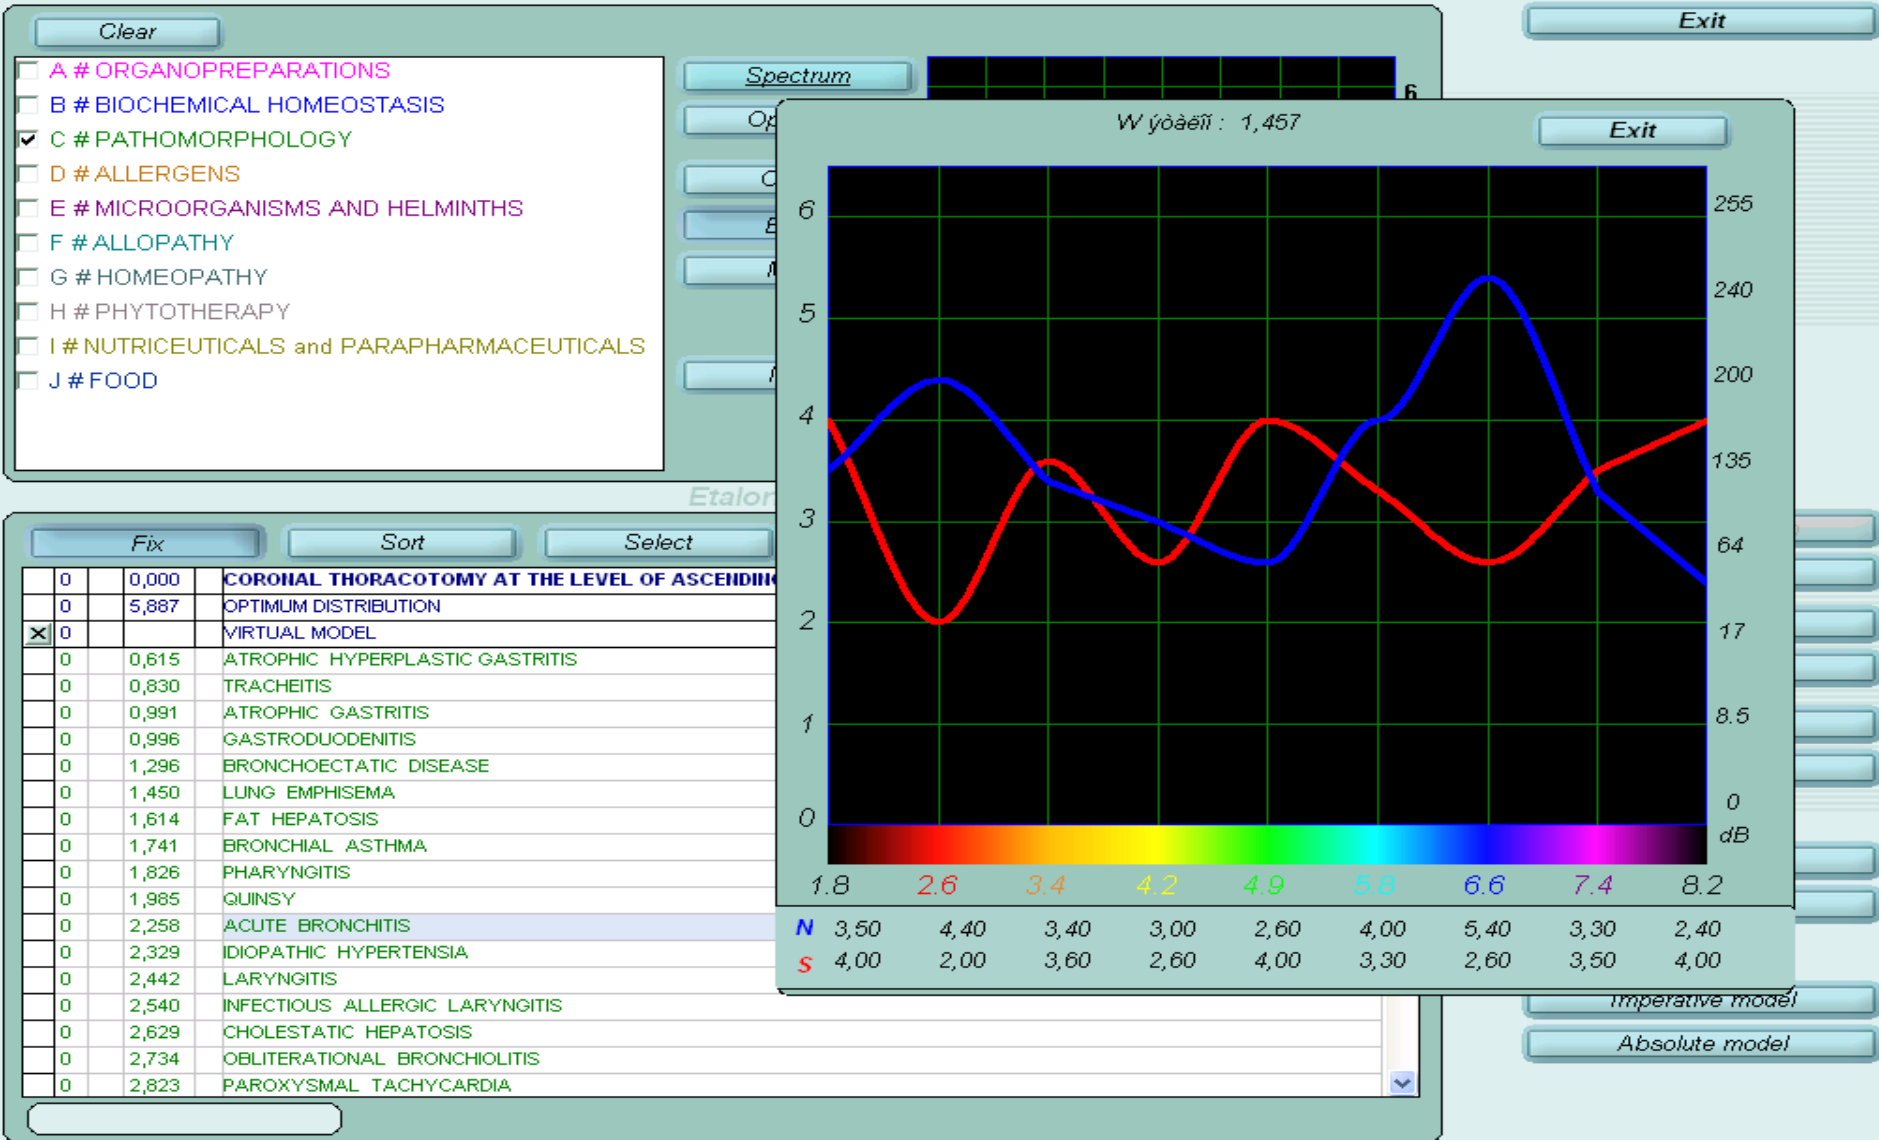 Clear
Exit
A # ORGANOPREPARATIONS
B # BIOCHEMICAL HOMEOSTASIS
C # PATHOMORPHOLOGY
D # ALLERGENS
E # MICROORGANISMS AND HELMINTHS
F # ALLOPATHY
G # HOMEOPATHY
H # PHYTOTHERAPY
I # NUTRICEUTICALS and PARAPHARMACEUTICALS
J # FOOD
Spectrum
6
W ýòàëîí : 1,457
Exit
6
5
4
3
2
1
0
255
240
200
135
64
17
8.5
0
dB
1.8 2.6 3.4 4.2 4.9 5.8 6.6 7.4 8.2
N 3,50 4,40 3,40 3,00 2,60 4,00 5,40 3,30 2,40
S 4,00 2,00 3,60 2,60 4,00 3,30 2,60 3,50 4,00
Etalon
Fix Sort Select
0 0,000 CORONAL THORACOTOMY AT THE LEVEL OF
0 5,887 OPTIMUM DISTRIBUTION
0 VIRTUAL MODEL
0 0,615 ATROPHIC HYPERPLASTIC GASTRITIS
0 0,830 TRACHEITIS
0 0,991 ATROPHIC GASTRITIS
0 0,996 GASTRODUODENITIS
0 1,296 BRONCHOECTATIC DISEASE
0 1,450 LUNG EMPHISEMA
0 1,614 FAT HEPATOSIS
0 1,741 BRONCHIAL ASTHMA
0 1,826 PHARYNGITIS
0 1,985 QUINSY
0 2,258 ACUTE BRONCHITIS
0 2,329 IDIOPATHIC HYPERTENSIA
0 2,442 LARYNGITIS
0 2,540 INFECTIOUS ALLERGIC LARYNGITIS
0 2,629 CHOLESTATIC HEPATOSIS
0 2,734 OBLITERATIONAL BRONCHIOLITIS
0 2,823 PAROXYSMAL TACHYCARDIA
Imperative model
Absolute model